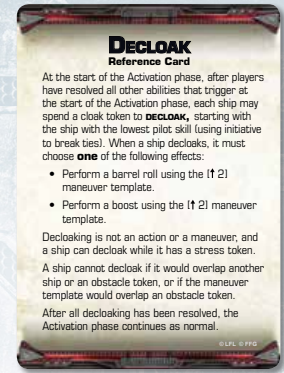 DECLOAK
Reference Card
At the start of the Activation phase, after players
have resolved all other abilities that trigger at
the start of the Activation phase, each ship may
spend a cloak token to DECLOAK, starting with
the ship with the lowest pilot skill (using initiative
to break ties). When a ship decloaks, it must
choose one of the following effects:
• Perform a barrel roll using the [↑ 2]
maneuver template.
• Perform a boost using the [↑ 2] maneuver
template.
Decloaking is not an action or a maneuver, and
a ship can decloak while it has a stress token.
A ship cannot decloak if it would overlap another
ship or an obstacle token, or if the maneuver
template would overlap an obstacle token.
After all decloaking has been resolved, the
Activation phase continues as normal.
© LFL © FFG